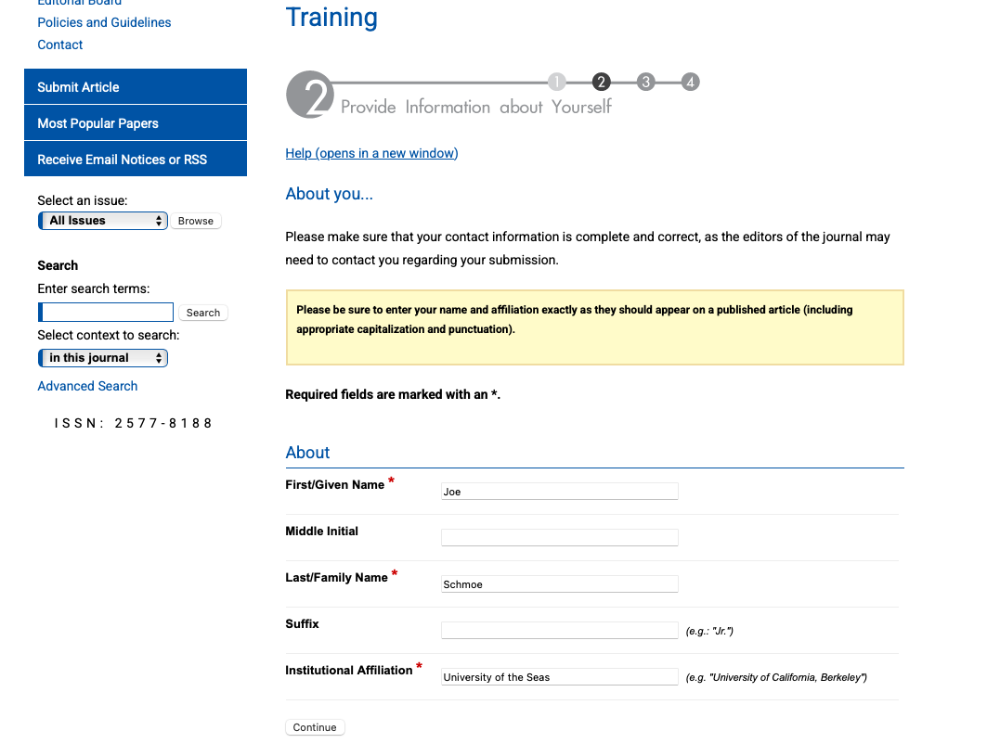 Editorial Board
Policies and Guidelines
Contact
Submit Article
Most Popular Papers
Receive Email Notices or RSS
Select an issue:
All Issues
Browse
Search
Enter search terms:
Search
Select context to search:
in this journal
Advanced Search
ISSN: 2577-8188
Training
2
1
2
3
4
Provide Information about Yourself
Help (opens in a new window)
About you...
Please make sure that your contact information is complete and correct, as the editors of the journal may
need to contact you regarding your submission.
Please be sure to enter your name and affiliation exactly as they should appear on a published article (including
appropriate capitalization and punctuation).
Required fields are marked with an *.
About
First/Given Name *
Joe
Middle Initial
Last/Family Name *
Schmoe
Suffix
(e.g.: "Jr.")
Institutional Affiliation *
University of the Seas
(e.g. "University of California, Berkeley")
Continue